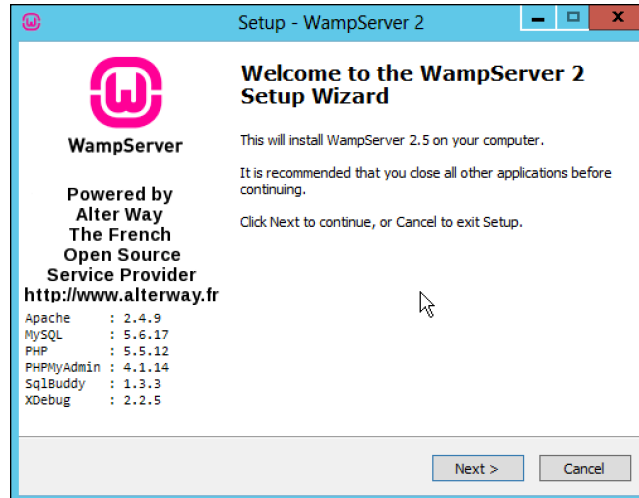 Setup - WampServer 2
WampServer
Powered by
Alter Way
The French
Open Source
Service Provider
http://www.alterway.fr
Apache : 2.4.9
MySQL : 5.6.17
PHP : 5.5.12
PHPMyAdmin : 4.1.14
SqlBuddy : 1.3.3
XDebug : 2.2.5
Welcome to the WampServer 2
Setup Wizard
This will install WampServer 2.5 on your computer.
It is recommended that you close all other applications before
continuing.
Click Next to continue, or Cancel to exit Setup.
Next >
Cancel